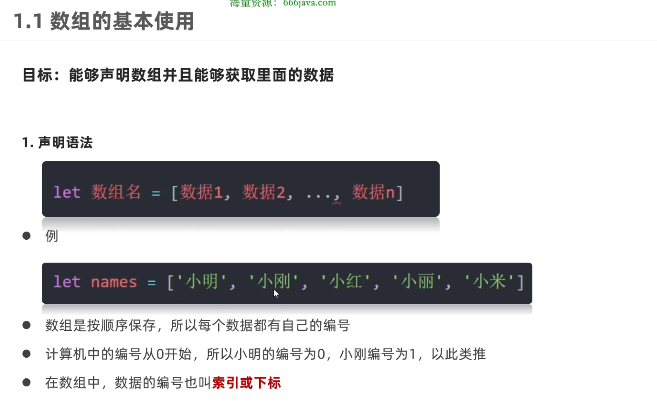 海量资源：666java.com
1.1 数组的基本使用
目标：能够声明数组并且能够获取里面的数据
1. 声明语法
let 数组名 = [数据1, 数据2, ..., 数据n]
例
let names = ['小明', '小刚', '小红', '小丽', '小米']
数组是按顺序保存，所以每个数据都有自己的编号
计算机中的编号从0开始，所以小明的编号为0，小刚编号为1，以此类推
在数组中，数据的编号也叫索引或下标